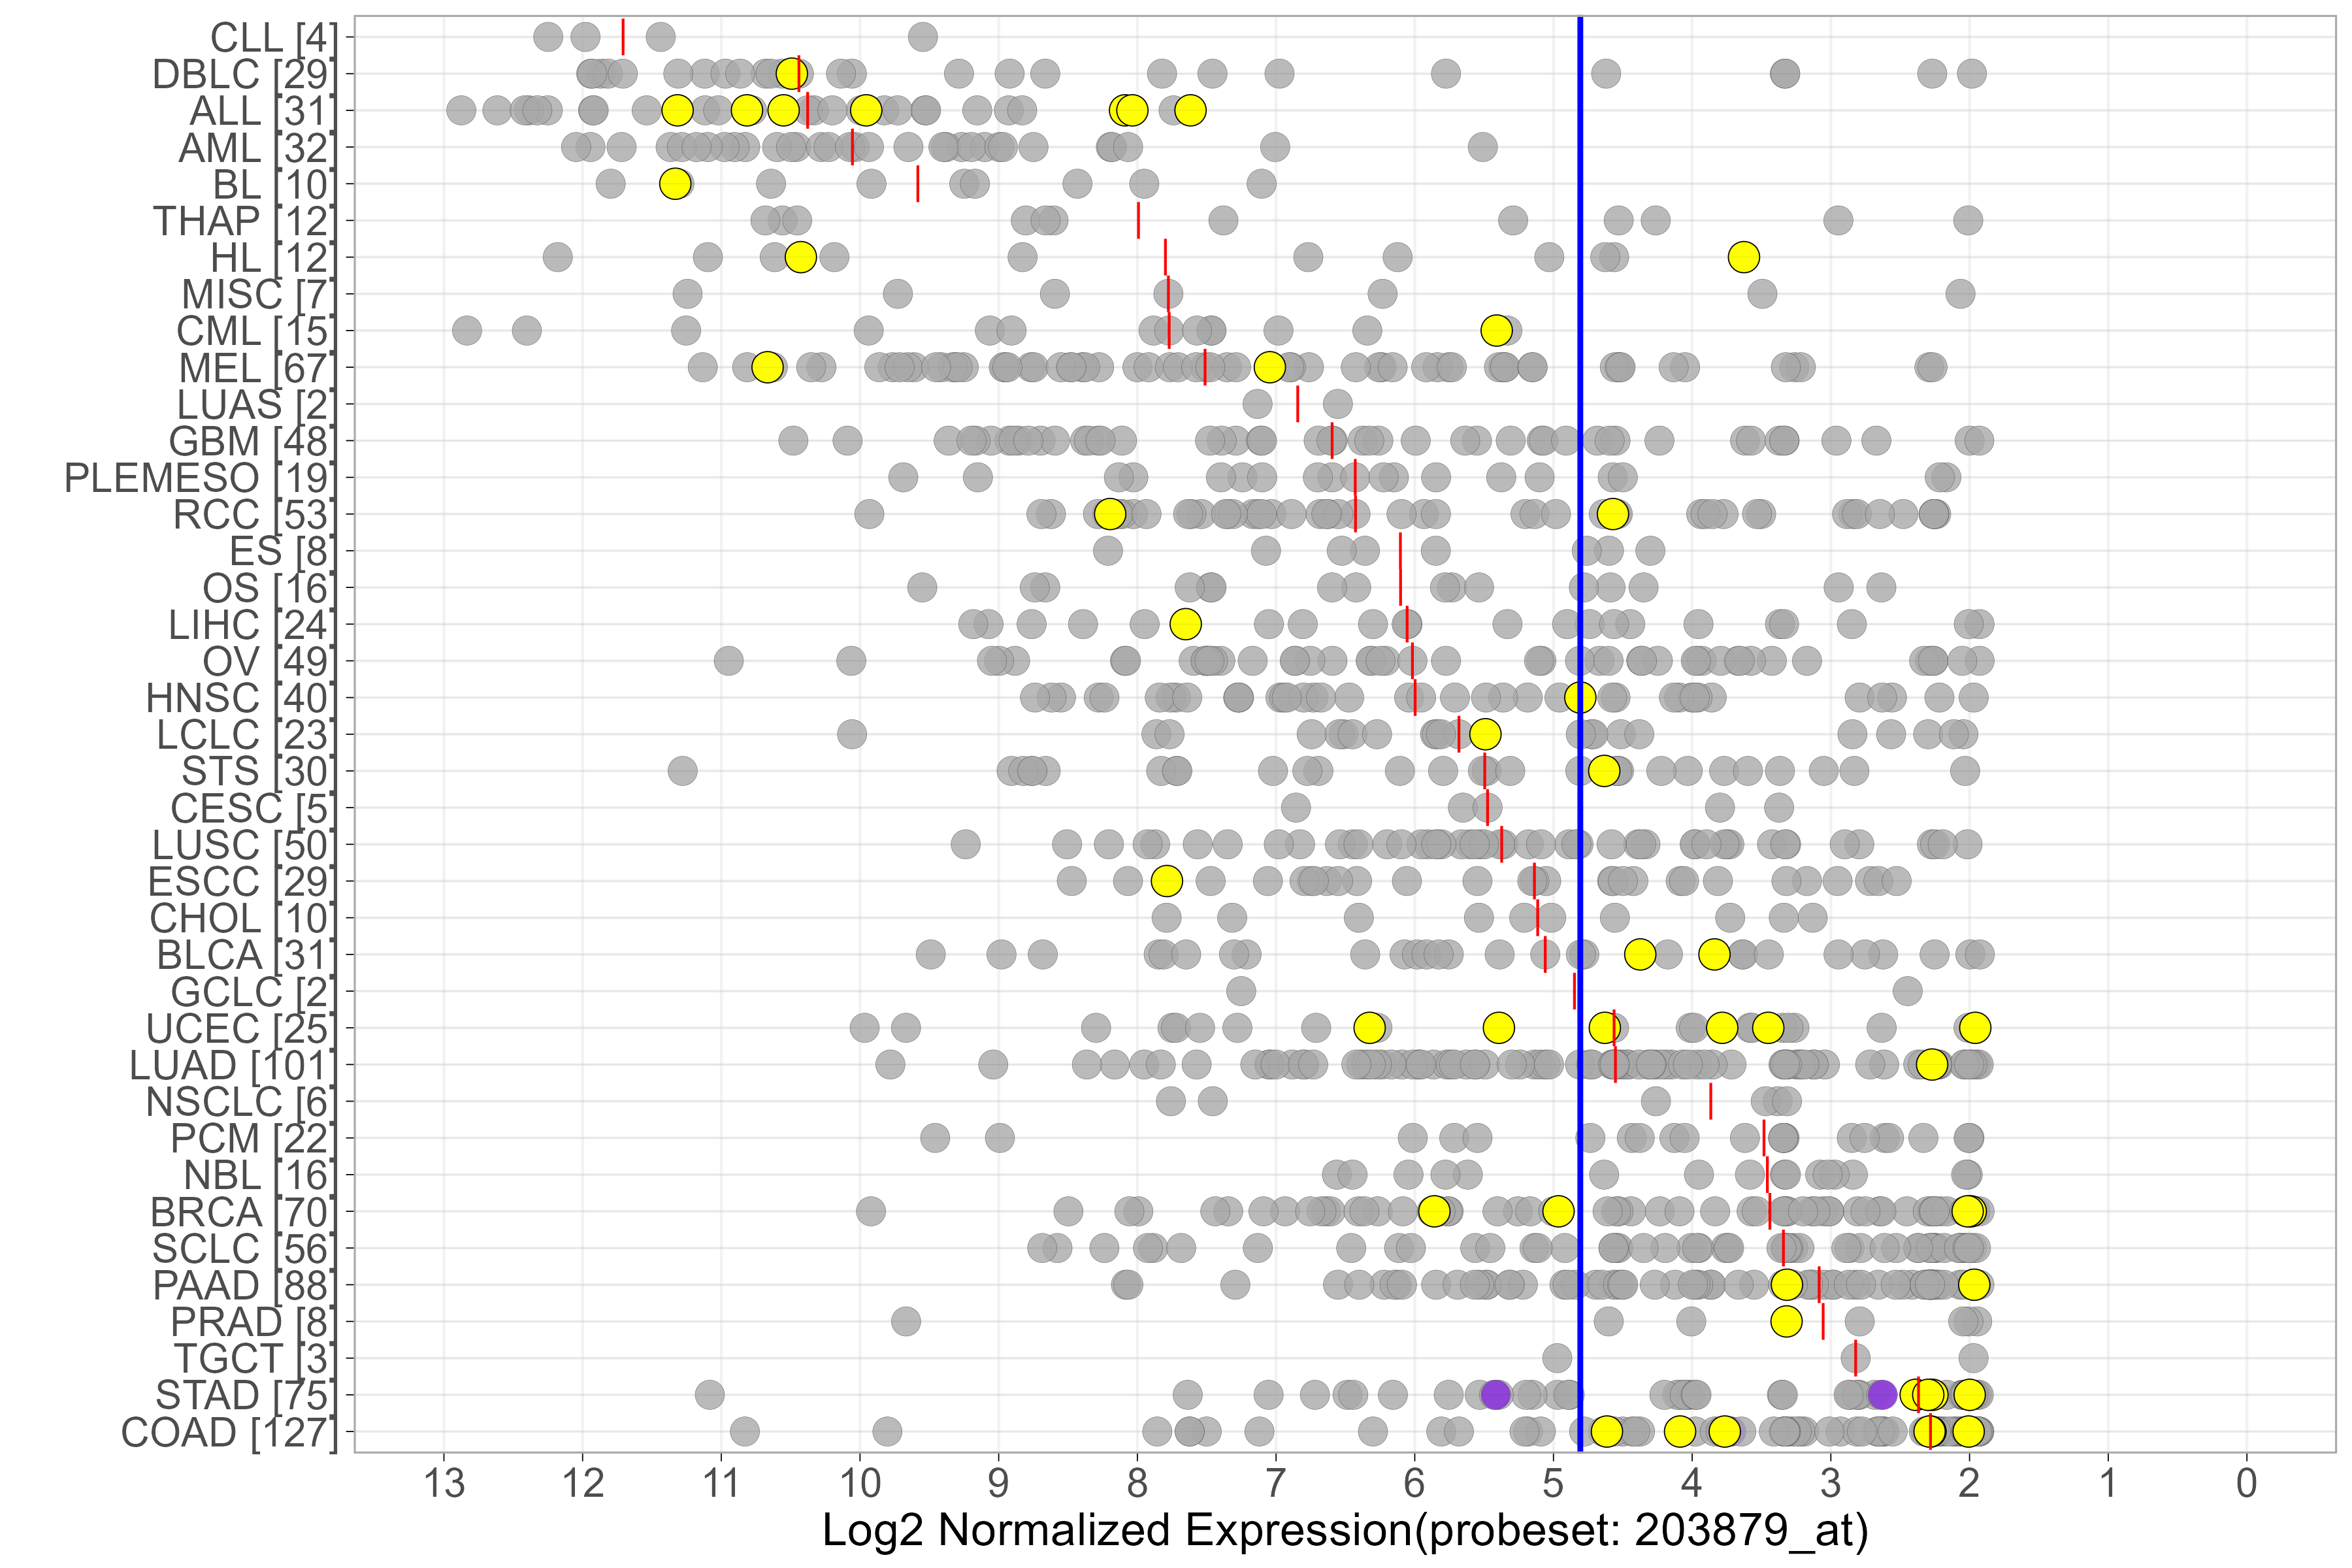 CLL [4]
DBLC [29]
ALL [31]
AML [32]
BL [10]
THAP [12]
HL [12]
MISC [7]
CML [15]
MEL [67]
LUAS [2]
GBM [48]
PLEMESO [19]
RCC [53]
ES [8]
OS [16]
LIHC [24]
OV [49]
HNSC [40]
LCLC [23]
STS [30]
CESC [5]
LUSC [50]
ESCC [29]
CHOL [10]
BLCA [31]
GCLC [2]
UCEC [25]
LUAD [101]
NSCLC [6]
PCM [22]
NBL [16]
BRCA [70]
SCLC [56]
PAAD [88]
PRAD [8]
TGCT [3]
STAD [75]
COAD [127]
13 12 11 10 9 8 7 6 5 4 3 2 1 0
Log2 Normalized Expression(probeset: 203879_at)